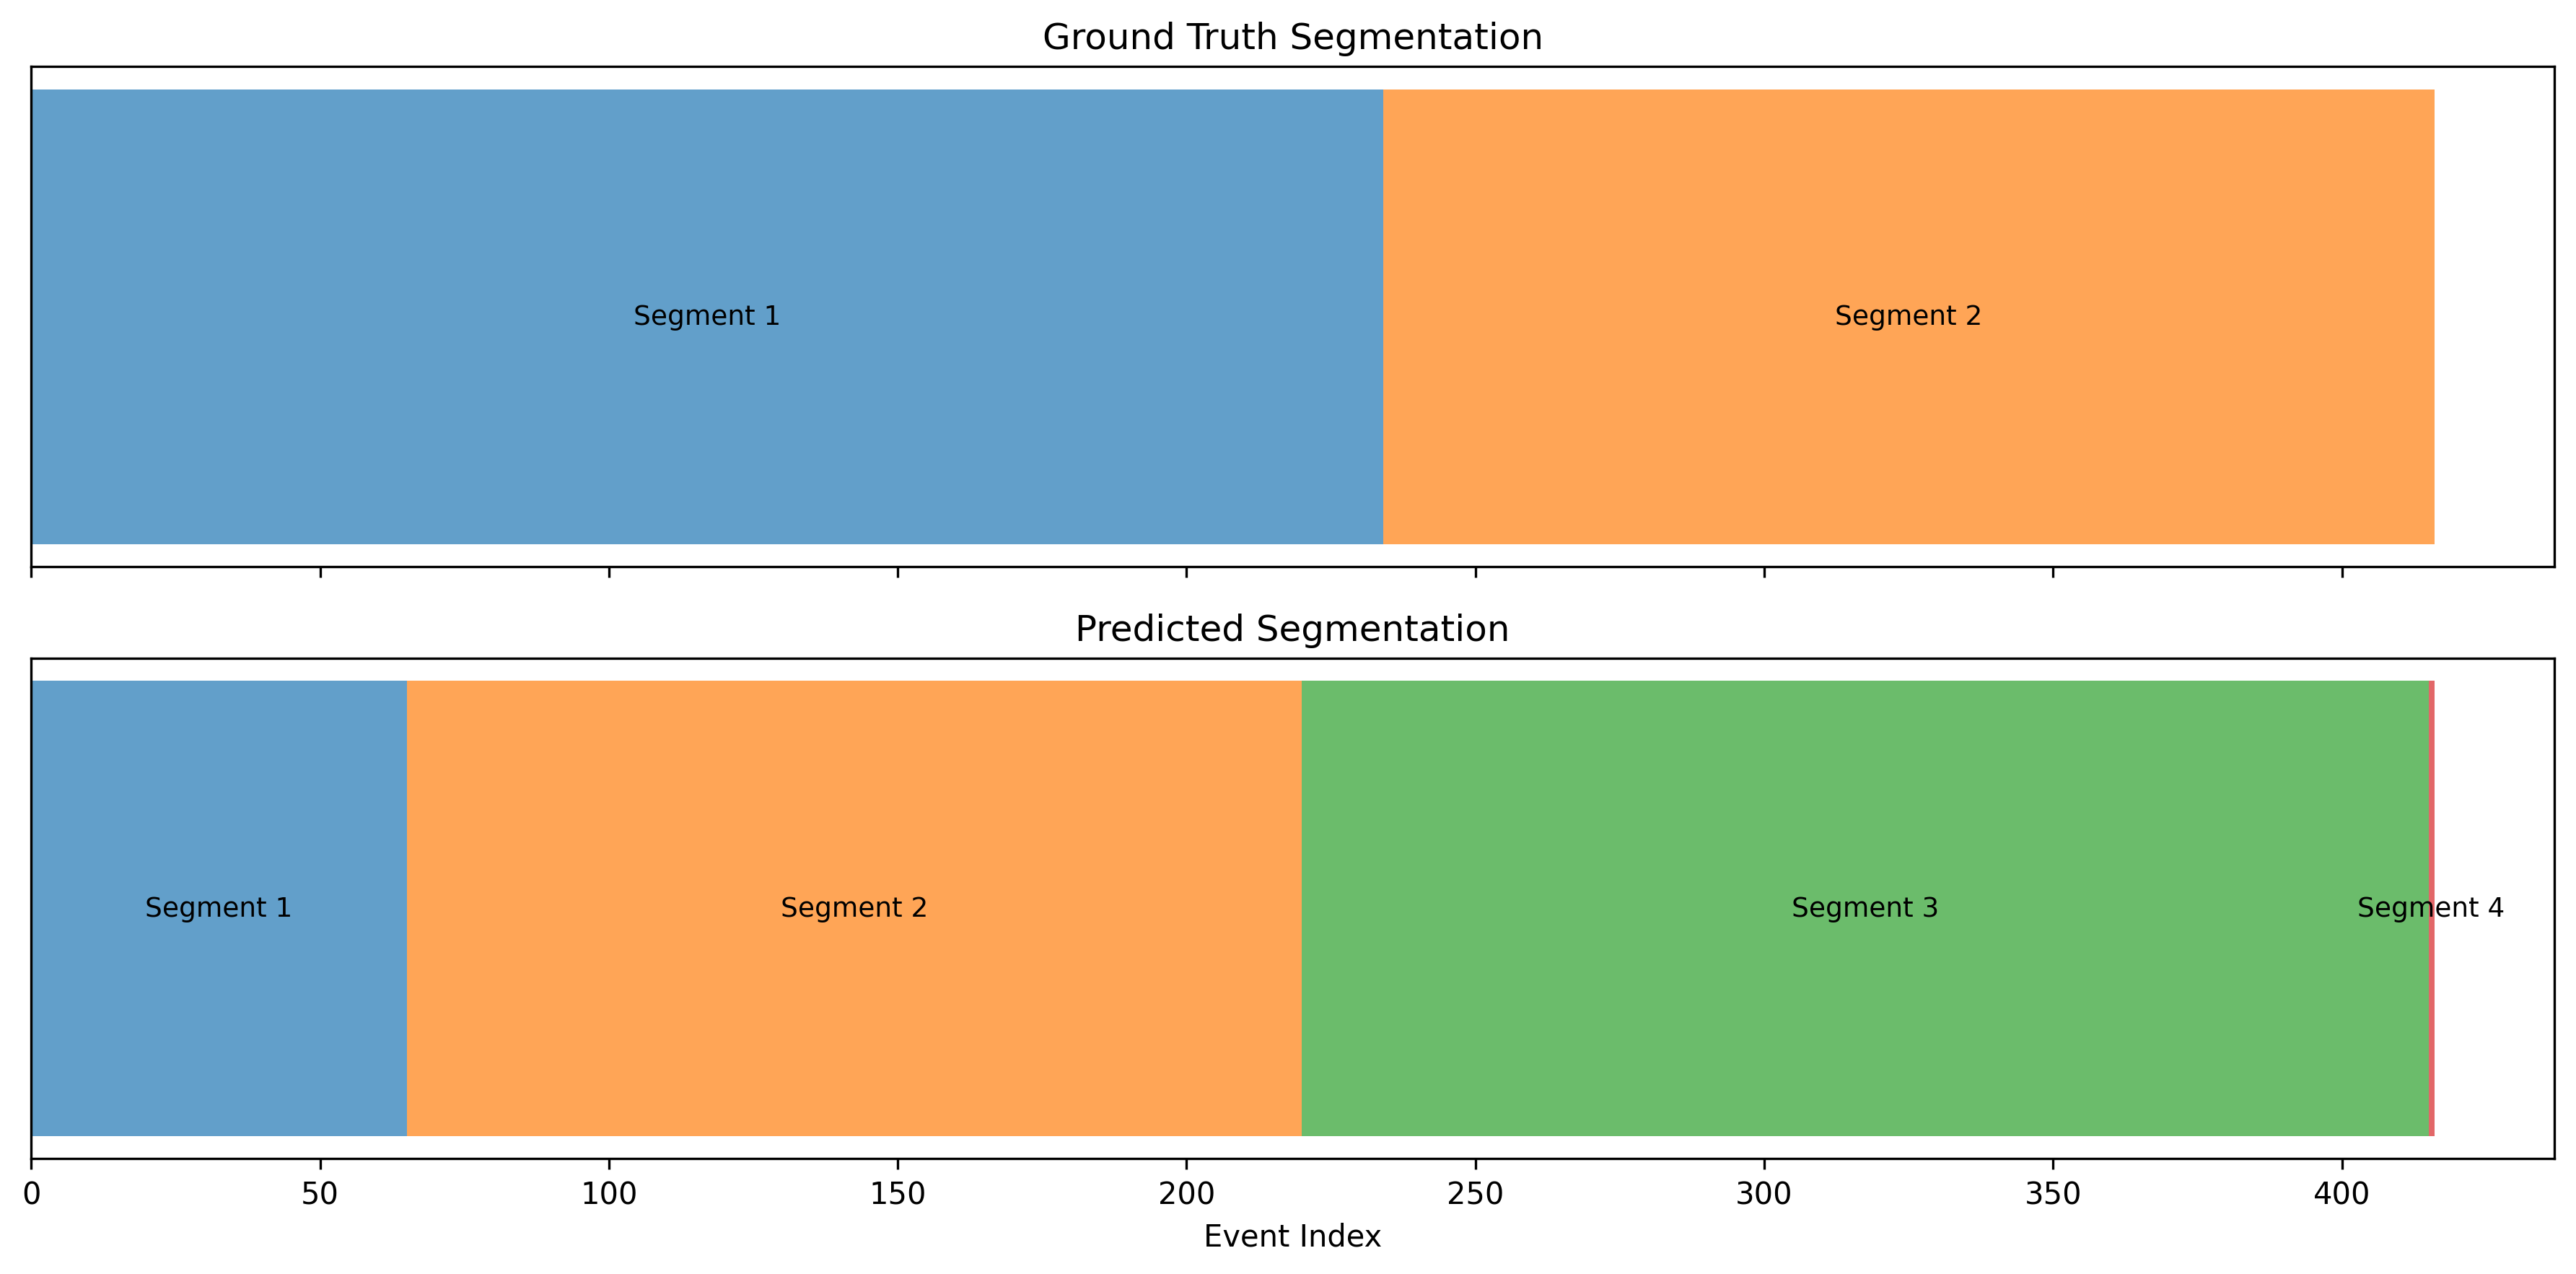 Ground Truth Segmentation
Segment 1
Segment 2
Predicted Segmentation
Segment 1
Segment 2
Segment 3
Segment 4
0
50
100
150
200
250
300
350
400
Event Index